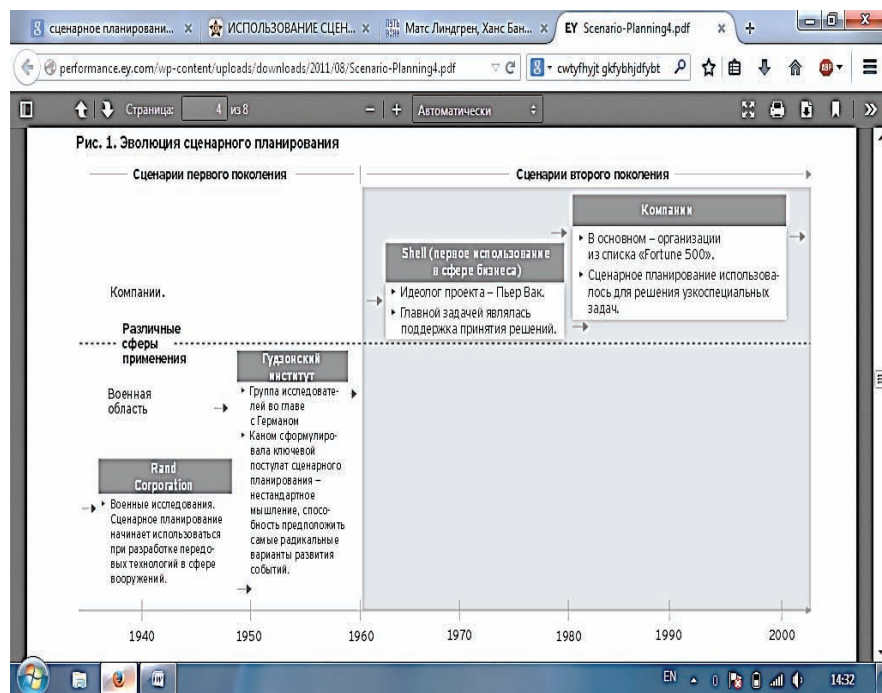 сценарное планировани...
ИСПОЛЬЗОВАНИЕ СЦЕН...
Матс Линдгрен, Ханс Бан...
EY Scenario-Planning4.pdf
performance.ey.com/wp-content/uploads/downloads/2011/08/Scenario-Planning4.pdf
cwtyfhyjt gkfybhjdfybt
Страница: 4 из 8
Автоматически
Рис. 1. Эволюция сценарного планирования
Сценарии первого поколения
Сценарии второго поколения
Компании
‣ В основном – организации
из списка «Fortune 500».
‣ Сценарное планирование использова-
лось для решения узкоспециальных
задач.
Shell (первое использование
в сфере бизнеса)
‣ Идеолог проекта – Пьер Вак.
‣ Главной задачей являлась
поддержка принятия решений.
Компании.
Различные
сферы
применения
Военная
область
Гудзонский
институт
‣ Группа исследовате-
лей во главе
с Германом
‣ Каном сформулиро-
вала ключевой
постулат сценарного
планирования –
нестандартное
мышление, спосо-
бность предположить
самые радикальные
варианты развития
событий.
Rand
Corporation
‣ Военные исследования.
Сценарное планирование
начинает использоваться
при разработке передо-
вых технологий в сфере
вооружений.
1940
1950
1960
1970
1980
1990
2000
EN
14:32